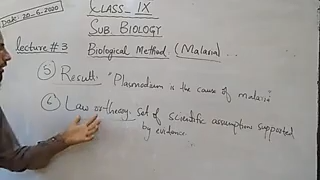 Date: 20-6-2020
CLASS- IX
SUB. BIOLOGY
lecture # 3
Biological Method. (Malaria)...
⑤ Result: "Plasmodium is the cause of malaria"
⑥ Law or theory: set of scientific assumptions supported
by evidence.